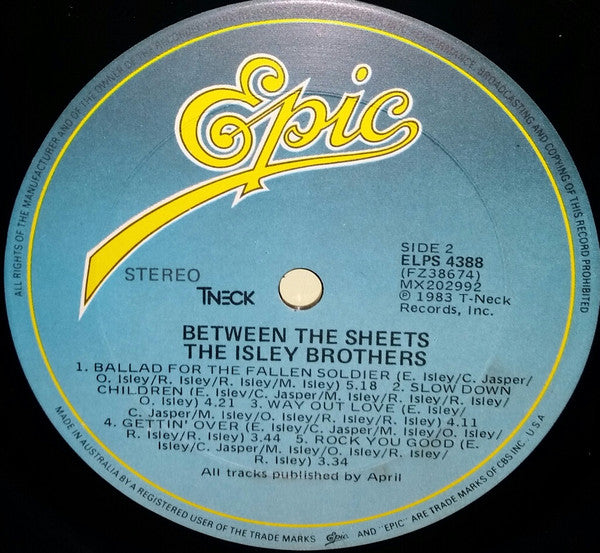 Epic
STEREO
TNECK
SIDE 2
ELPS 4388
(FZ38674)
MX202992
℗ 1983 T-Neck
Records, Inc.
BETWEEN THE SHEETS
THE ISLEY BROTHERS
1. BALLAD FOR THE FALLEN SOLDIER (E. Isley/C. Jasper/
O. Isley/R. Isley/R. Isley/M. Isley) 5.18 2. SLOW DOWN
CHILDREN (E. Isley/C. Jasper/M. Isley/R. Isley/R. Isley/
O. Isley) 4.21 3. WAY OUT LOVE (E. Isley/
C. Jasper/M. Isley/O. Isley/R. Isley/R. Isley) 4.11
4. GETTIN' OVER (E. Isley/C. Jasper/M. Isley/O. Isley/
R. Isley/R. Isley) 3.44 5. ROCK YOU GOOD (E.
Isley/C. Jasper/M. Isley/O. Isley/R. Isley/
R. Isley) 3.34
All tracks published by April
ALL RIGHTS OF THE MANUFACTURER AND OF THE OWNER OF THE BROADCASTING AND COPYING OF THIS RECORD PROHIBITED
MADE IN AUSTRALIA BY A REGISTERED USER OF THE TRADE MARKS Epic AND "EPIC" ARE TRADE MARKS OF CBS INC. U.S.A.